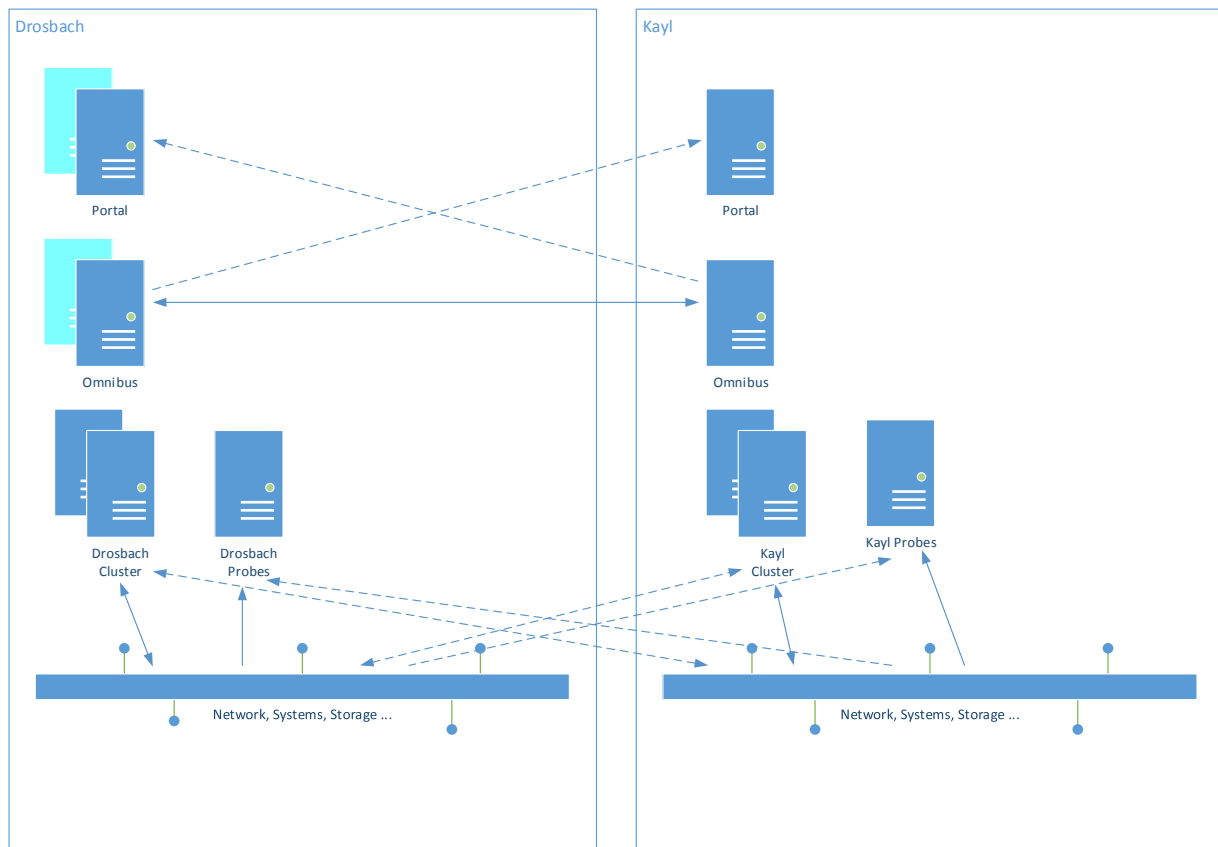 Drosbach
Kayl
Portal
Portal
Omnibus
Omnibus
Drosbach
Cluster
Drosbach
Probes
Kayl
Cluster
Kayl Probes
Network, Systems, Storage ...
Network, Systems, Storage ...